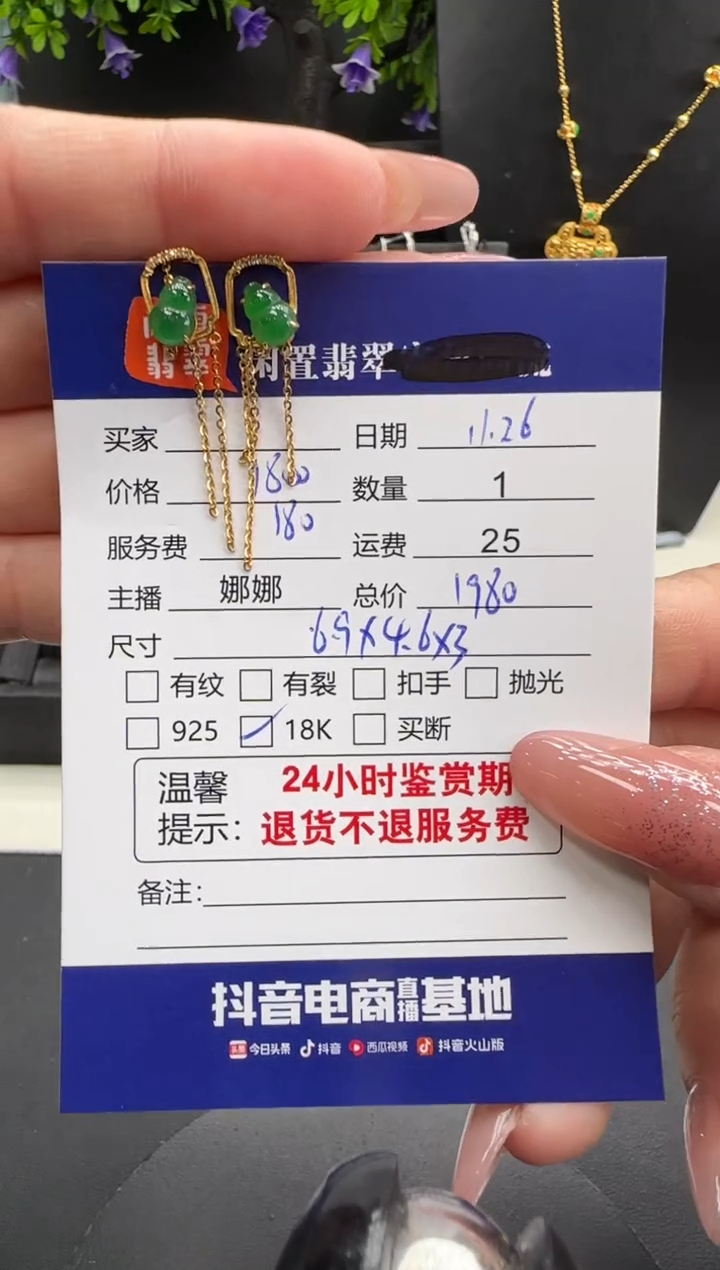 翡翠 闲置翡翠
买家 日期 11.26
价格 1800 数量 1
服务费 180 运费 25
主播 娜娜 总价 1980
尺寸 6.9X4.6X3
有纹 有裂 扣手 抛光
925 18K 买断
温馨提示: 24小时鉴赏期
退货不退服务费
备注:
抖音电商直播基地
头条 今日头条 抖音 西瓜视频 抖音火山版